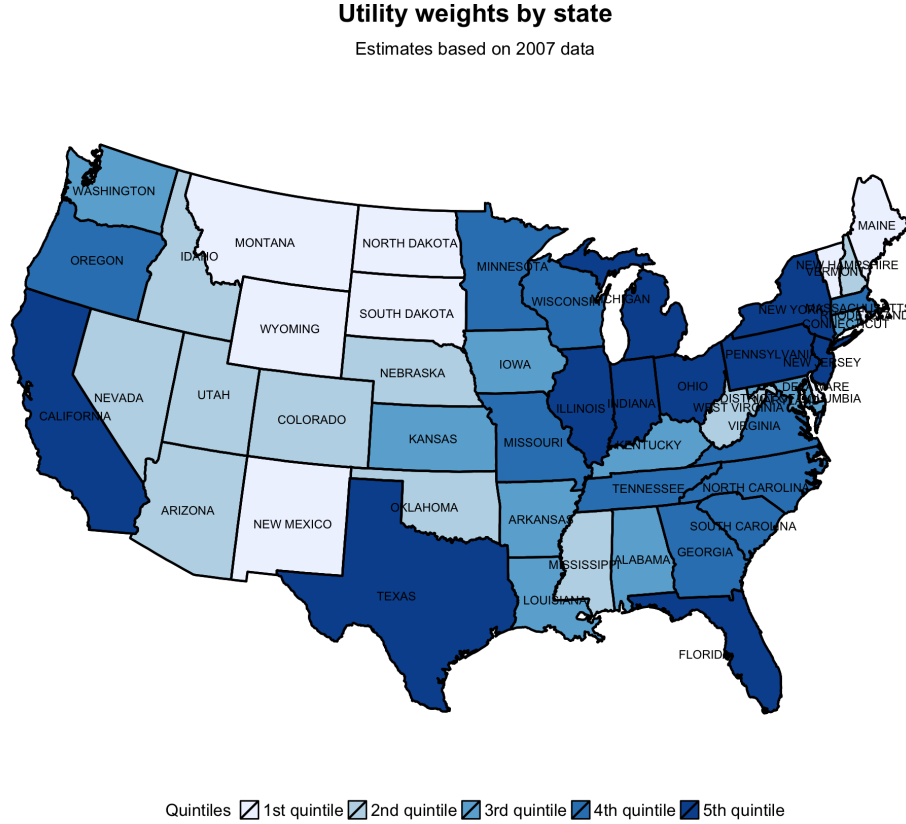 Utility weights by state
Estimates based on 2007 data
MAINE
WASHINGTON
MONTANA
NORTH DAKOTA
IDAHO
OREGON
MINNESOTA
NEW HAMPSHIRE
VERMONT
WISCONSIN
MICHIGAN
MASSACHUSETTS
NEW YORK
SOUTH DAKOTA
WYOMING
CONNECTICUT
PENNSYLVANIA
NEW JERSEY
IOWA
NEBRASKA
OHIO
UTAH
NEVADA
ILLINOIS
INDIANA
WEST VIRGINIA
CALIFORNIA
COLORADO
VIRGINIA
KANSAS
MISSOURI
KENTUCKY
TENNESSEE
NORTH CAROLINA
OKLAHOMA
ARIZONA
NEW MEXICO
ARKANSAS
SOUTH CAROLINA
GEORGIA
MISSISSIPPI
ALABAMA
TEXAS
LOUISIANA
FLORIDA
Quintiles 1st quintile 2nd quintile 3rd quintile 4th quintile 5th quintile